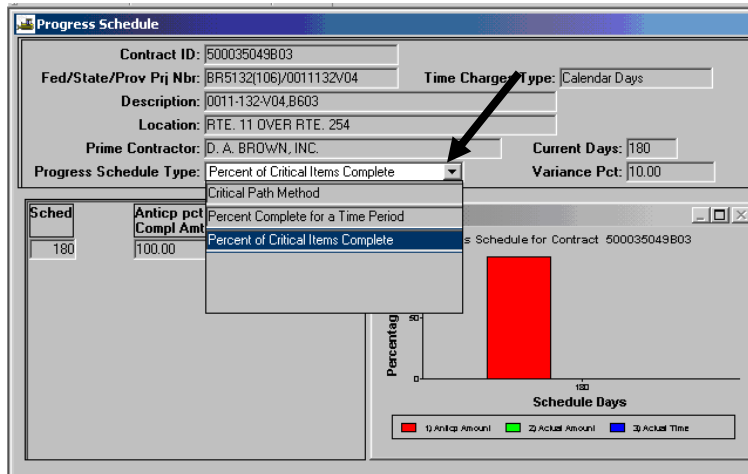 Progress Schedule
Contract ID: 500035049B03
Fed/State/Prov Prj Nbr: BR5132(106)/0011132V04 Time Charges Type: Calendar Days
Description: 0011-132-V04,B603
Location: RTE. 11 OVER RTE. 254
Prime Contractor: D. A. BROWN, INC. Current Days: 180
Progress Schedule Type: Percent of Critical Items Complete Variance Pct: 10.00
Critical Path Method
Percent Complete for a Time Period
Percent of Critical Items Complete
Sched Anticp pct
Compl Amt
180 100.00
s Schedule for Contract 500035049B03
Percentag
50
0
180
Schedule Days
1) Anticp Amount 2) Actual Amount 3) Actual Time